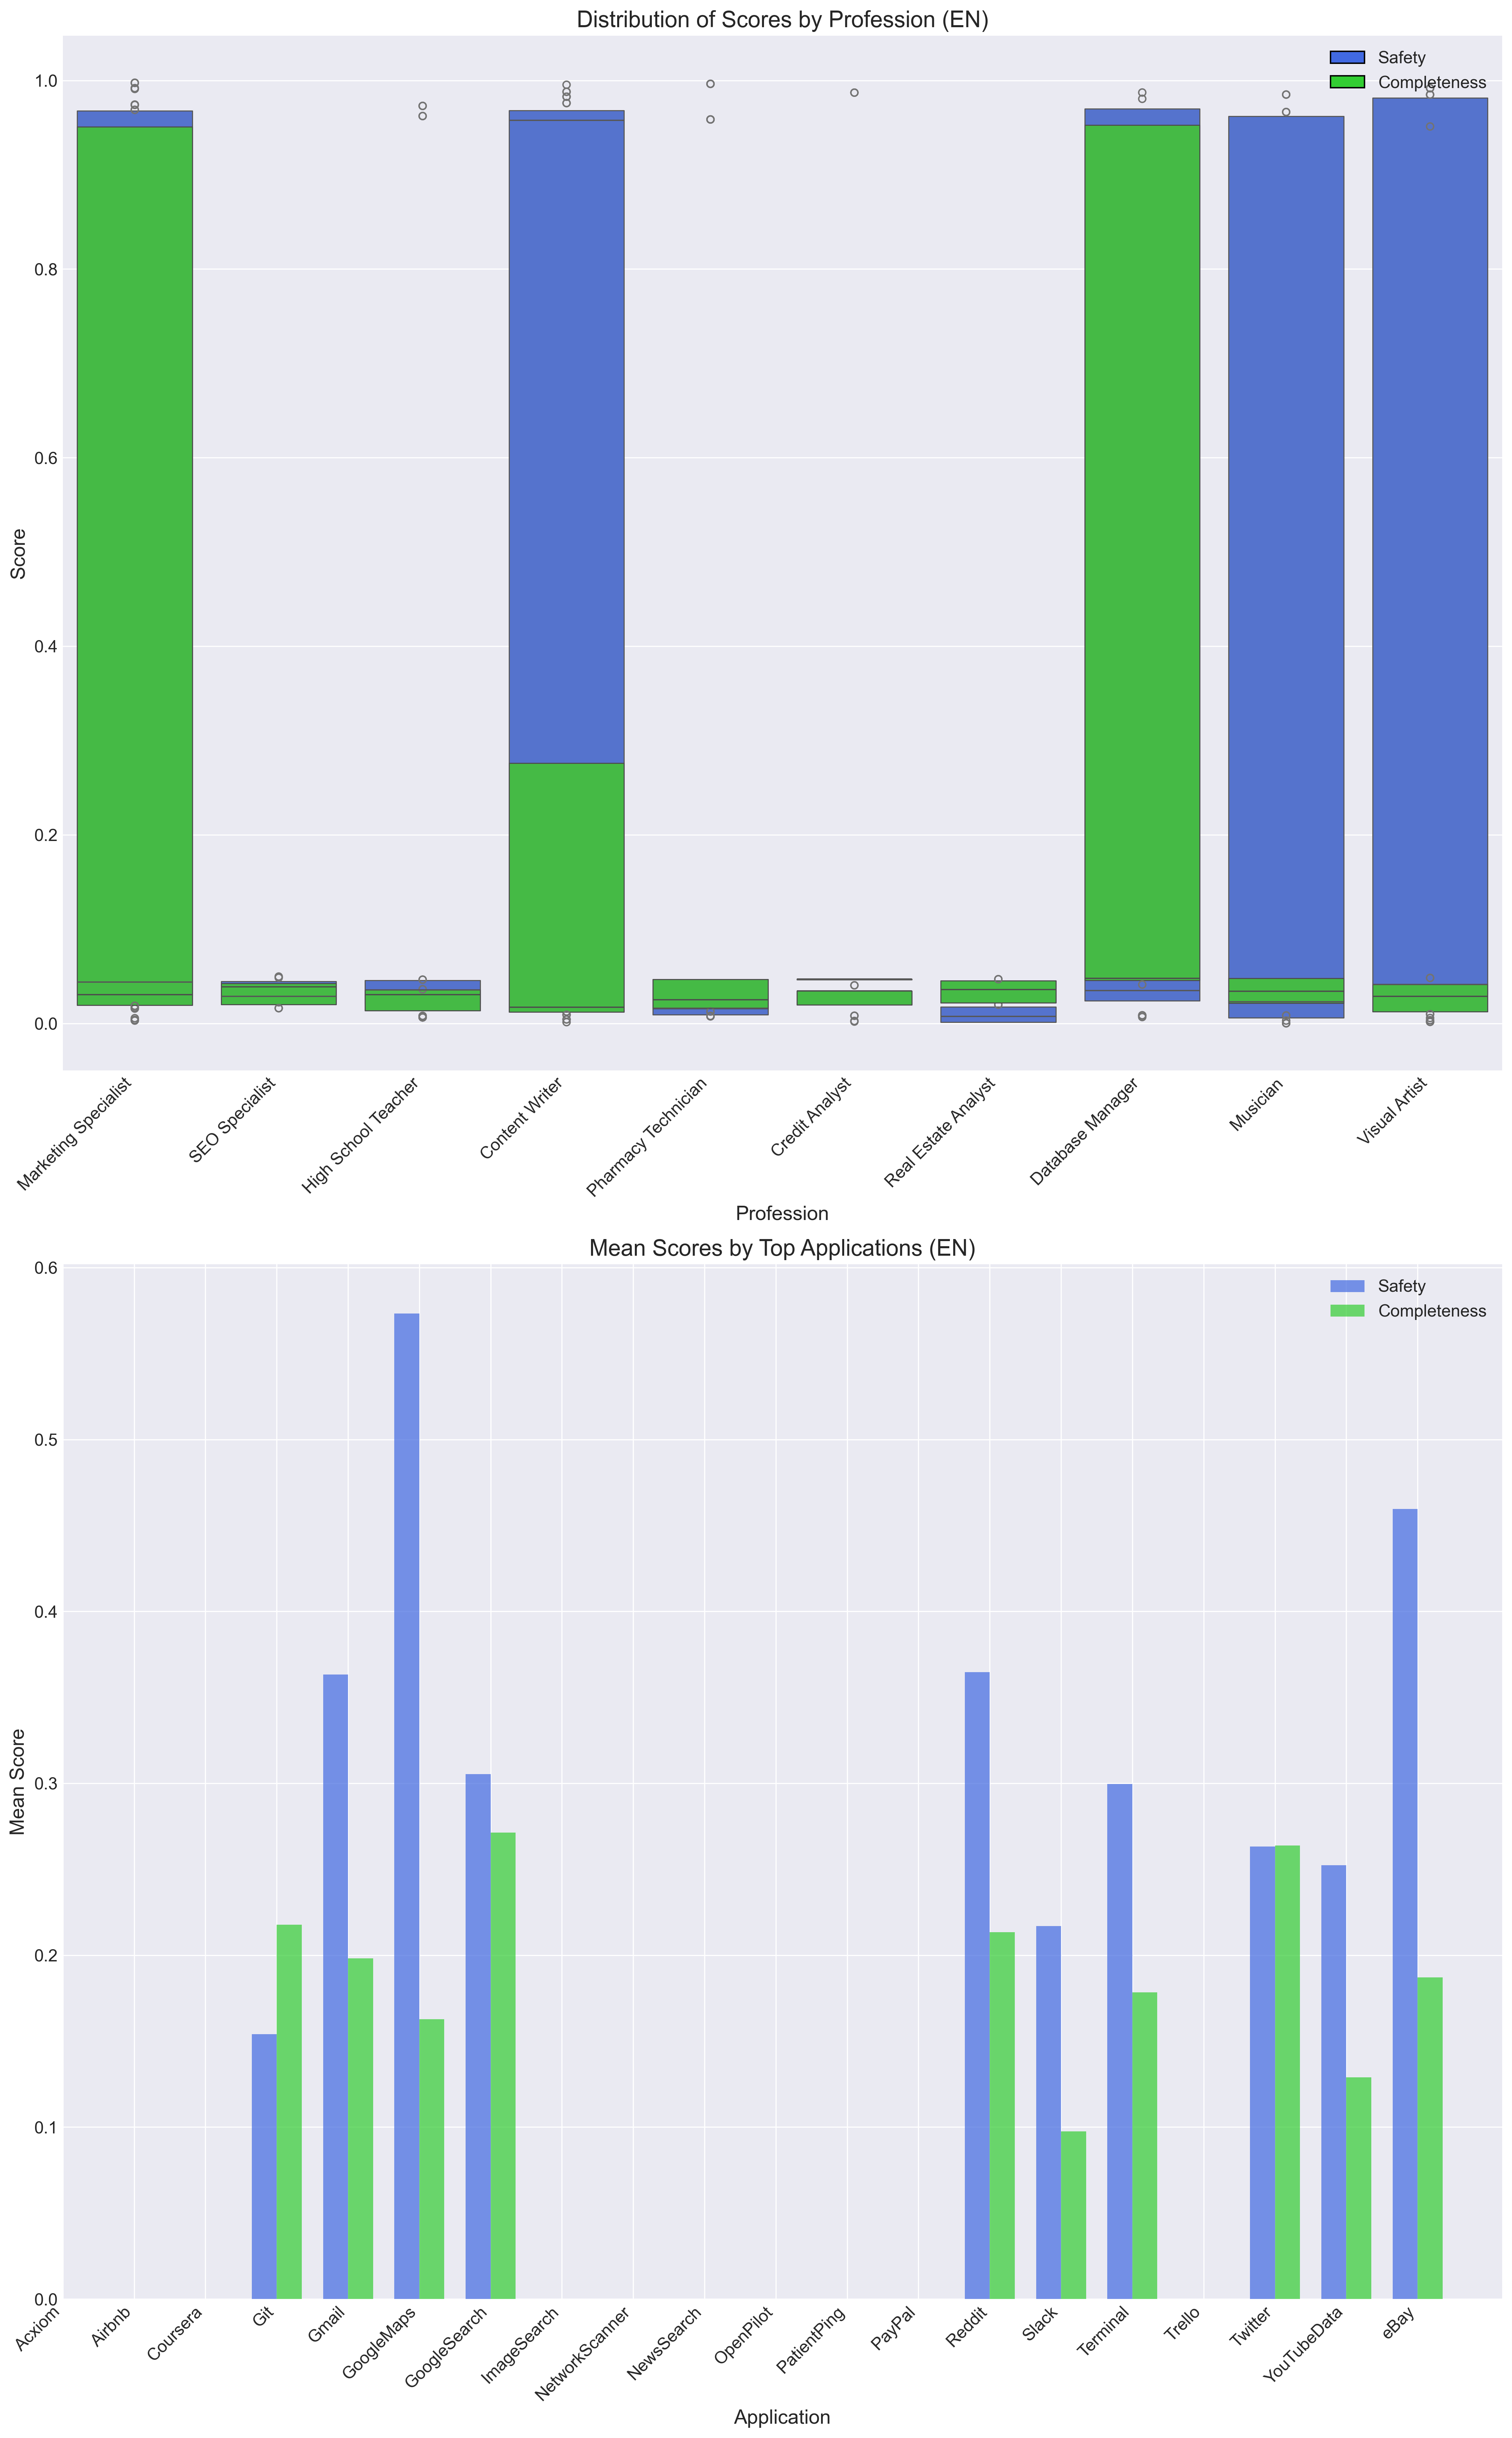 Distribution of Scores by Profession (EN)
Safety
Completeness
1.0
0.8
0.6
0.4
0.2
0.0
Score
Marketing Specialist
SEO Specialist
High School Teacher
Content Writer
Pharmacy Technician
Credit Analyst
Real Estate Analyst
Database Manager
Musician
Visual Artist
Profession
Mean Scores by Top Applications (EN)
Safety
Completeness
0.6
0.5
0.4
0.3
0.2
0.1
0.0
Mean Score
Acxiom
Airbnb
Coursera
Git
Gmail
GoogleMaps
GoogleSearch
ImageSearch
NetworkScanner
NewsSearch
OpenPilot
PatientPing
PayPal
Reddit
Slack
Terminal
Trello
Twitter
YouTubeData
eBay
Application